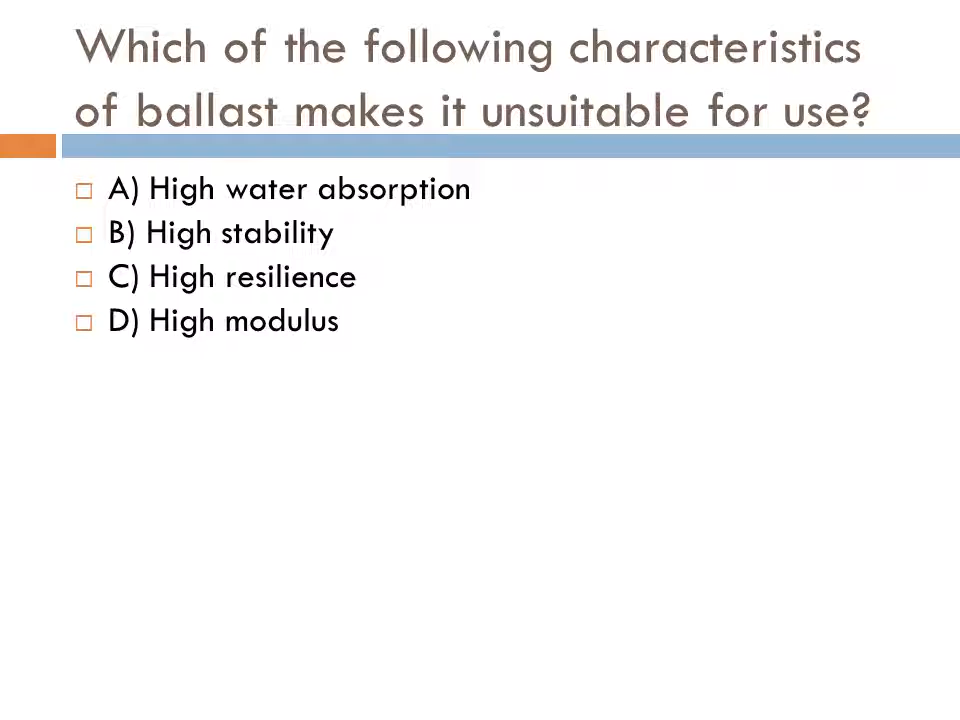 Which of the following characteristics
of ballast makes it unsuitable for use?
A) High water absorption
B) High stability
C) High resilience
D) High modulus